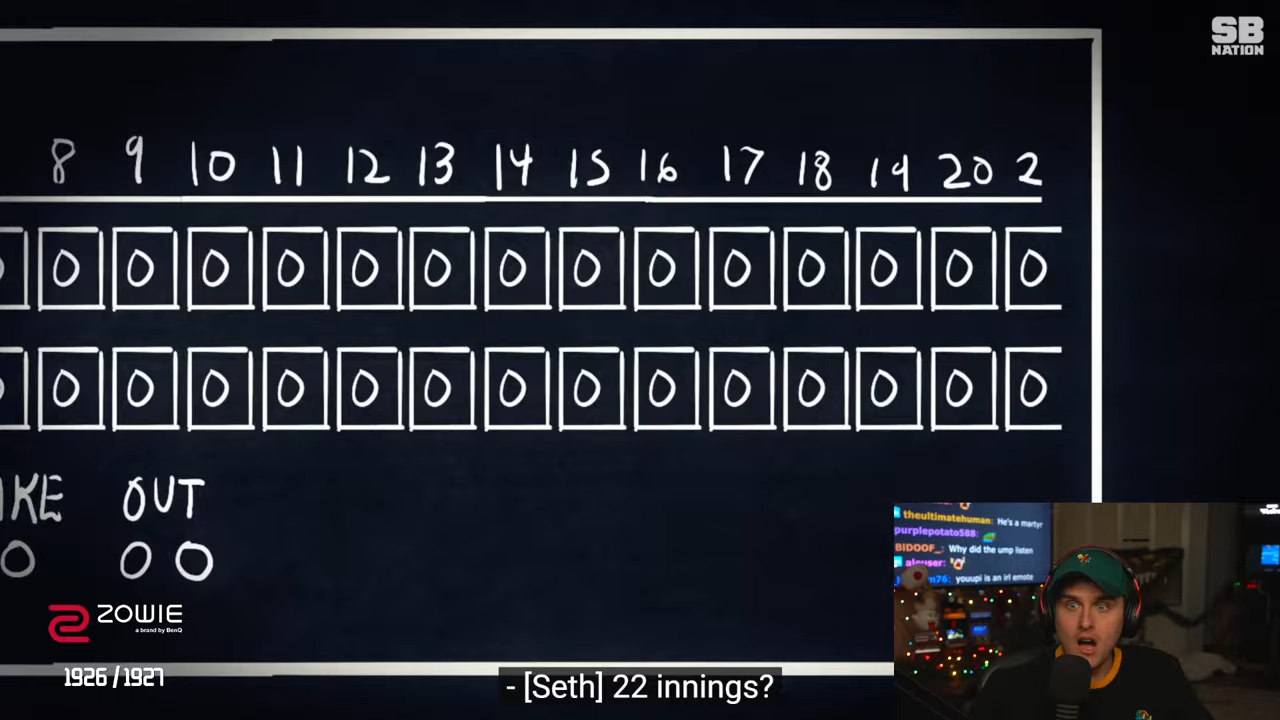 SB
NATION
8 9 10 11 12 13 14 15 16 17 18 19 20 2
0 0 0 0 0 0 0 0 0 0 0 0 0 0
0 0 0 0 0 0 0 0 0 0 0 0 0 0
IKE OUT
ZOWIE
a brand by BenQ
1926 / 1927
theultimatehuman: He's a martyr
purplepotato588:
BIDOOF_: Why did the ump listen
m76: youupi is an irl emote
- [Seth] 22 innings?